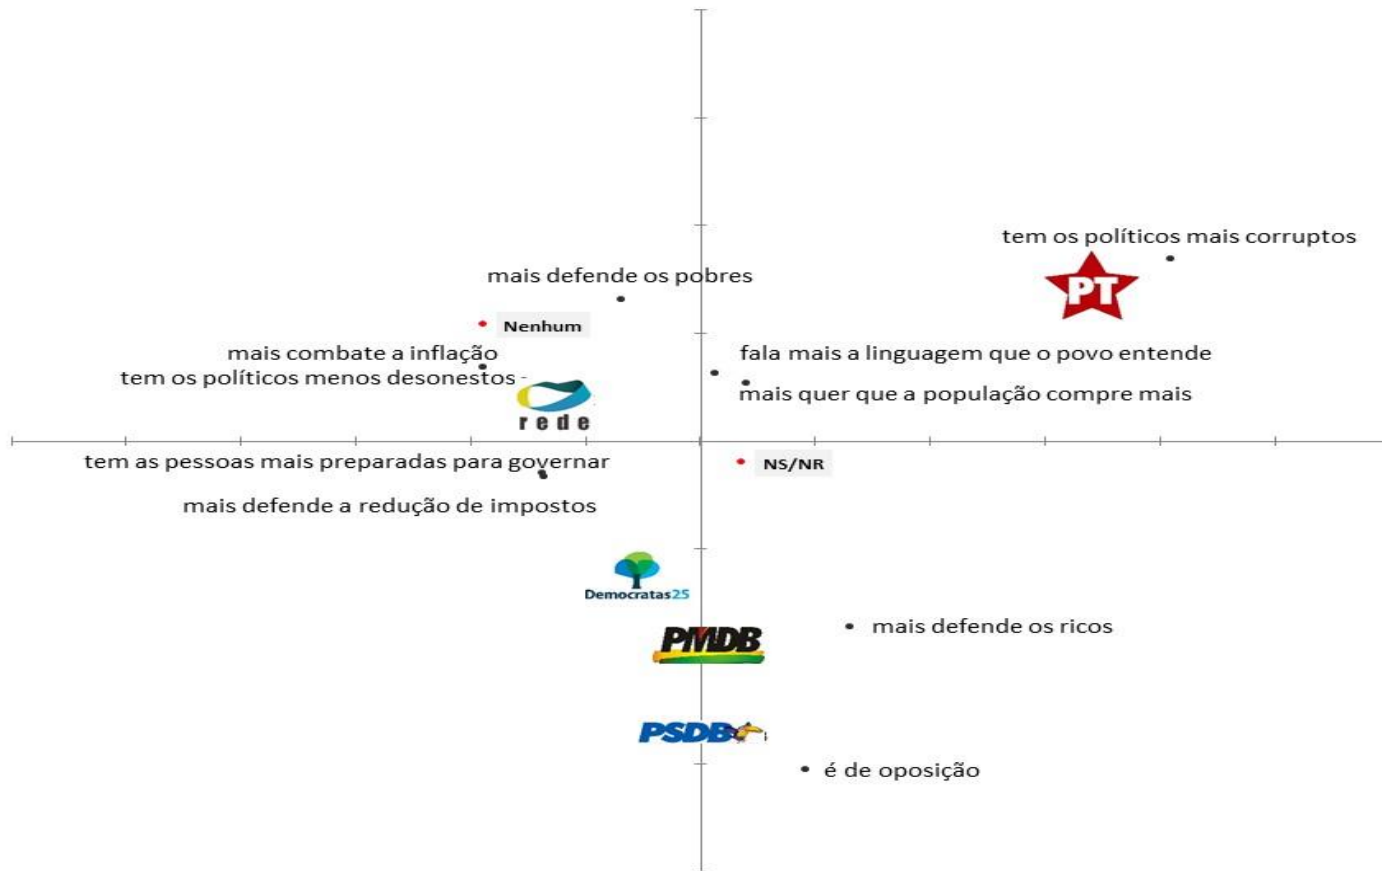 tem os políticos mais corruptos
mais defende os pobres
PT
Nenhum
mais combate a inflação
fala mais a linguagem que o povo entende
tem os políticos menos desonestos
mais quer que a população compre mais
rede
tem as pessoas mais preparadas para governar
NS/NR
mais defende a redução de impostos
Democratas25
PMDB
mais defende os ricos
PSDB
é de oposição